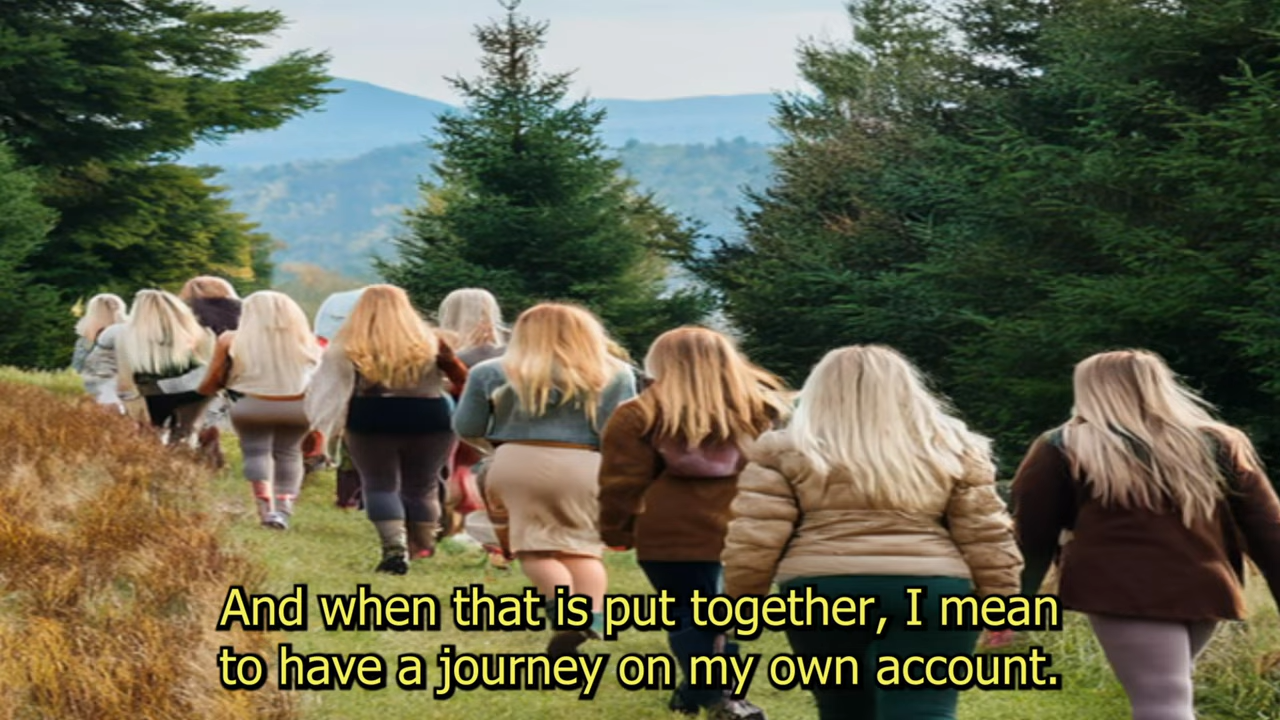 And when that is put together, I mean
to have a journey on my own account.